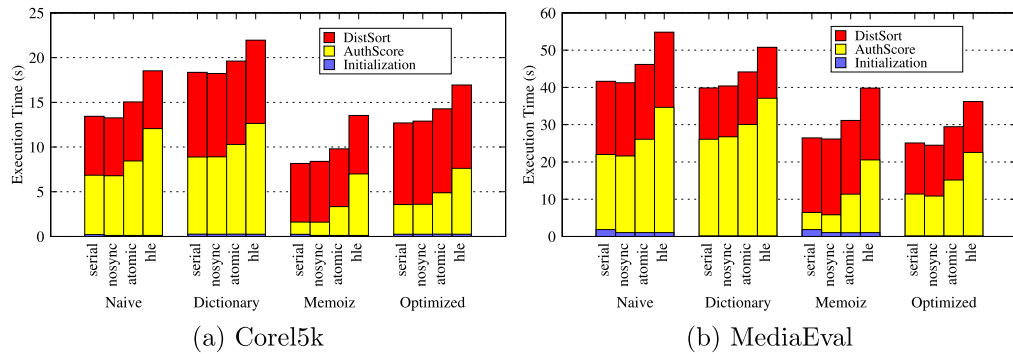 25
20
15
10
5
0
Execution Time (s)
DistSort
AuthScore
Initialization
serial
nosync
atomic
hle
serial
nosync
atomic
hle
serial
nosync
atomic
hle
serial
nosync
atomic
hle
Naive Dictionary Memoiz Optimized
(a) Corel5k
60
50
40
30
20
10
0
Execution Time (s)
DistSort
AuthScore
Initialization
serial
nosync
atomic
hle
serial
nosync
atomic
hle
serial
nosync
atomic
hle
serial
nosync
atomic
hle
Naive Dictionary Memoiz Optimized
(b) MediaEval